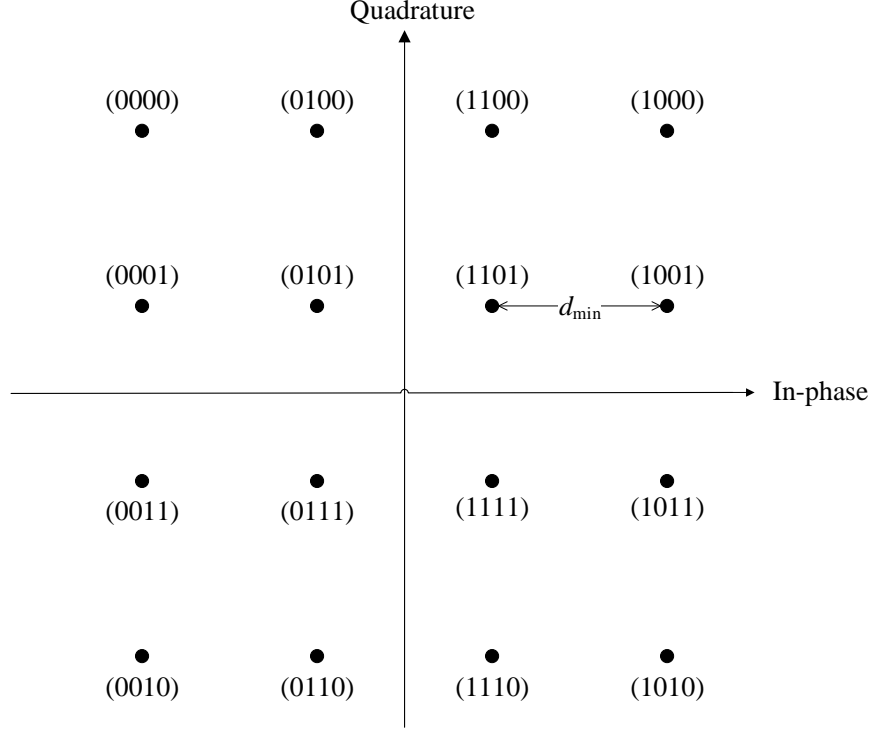 Quadrature
(0000) (0100) (1100) (1000)
(0001) (0101) (1101) (1001)
dmin
In-phase
(0011) (0111) (1111) (1011)
(0010) (0110) (1110) (1010)